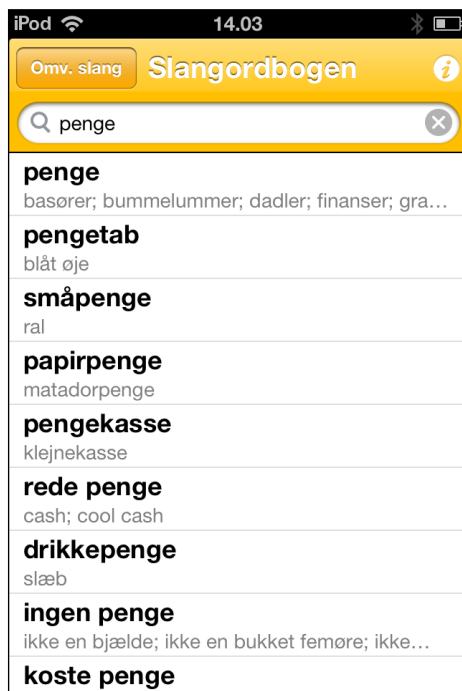 iPod 14.03
Omv. slang Slangordbogen i
penge
penge
basører; bummelummer; dadler; finanser; gra...
pengetab
blåt øje
småpenge
ral
papirpenge
matadorpenge
pengekasse
klejnekasse
rede penge
cash; cool cash
drikkepenge
slæb
ingen penge
ikke en bjælde; ikke en bukket femøre; ikke...
koste penge